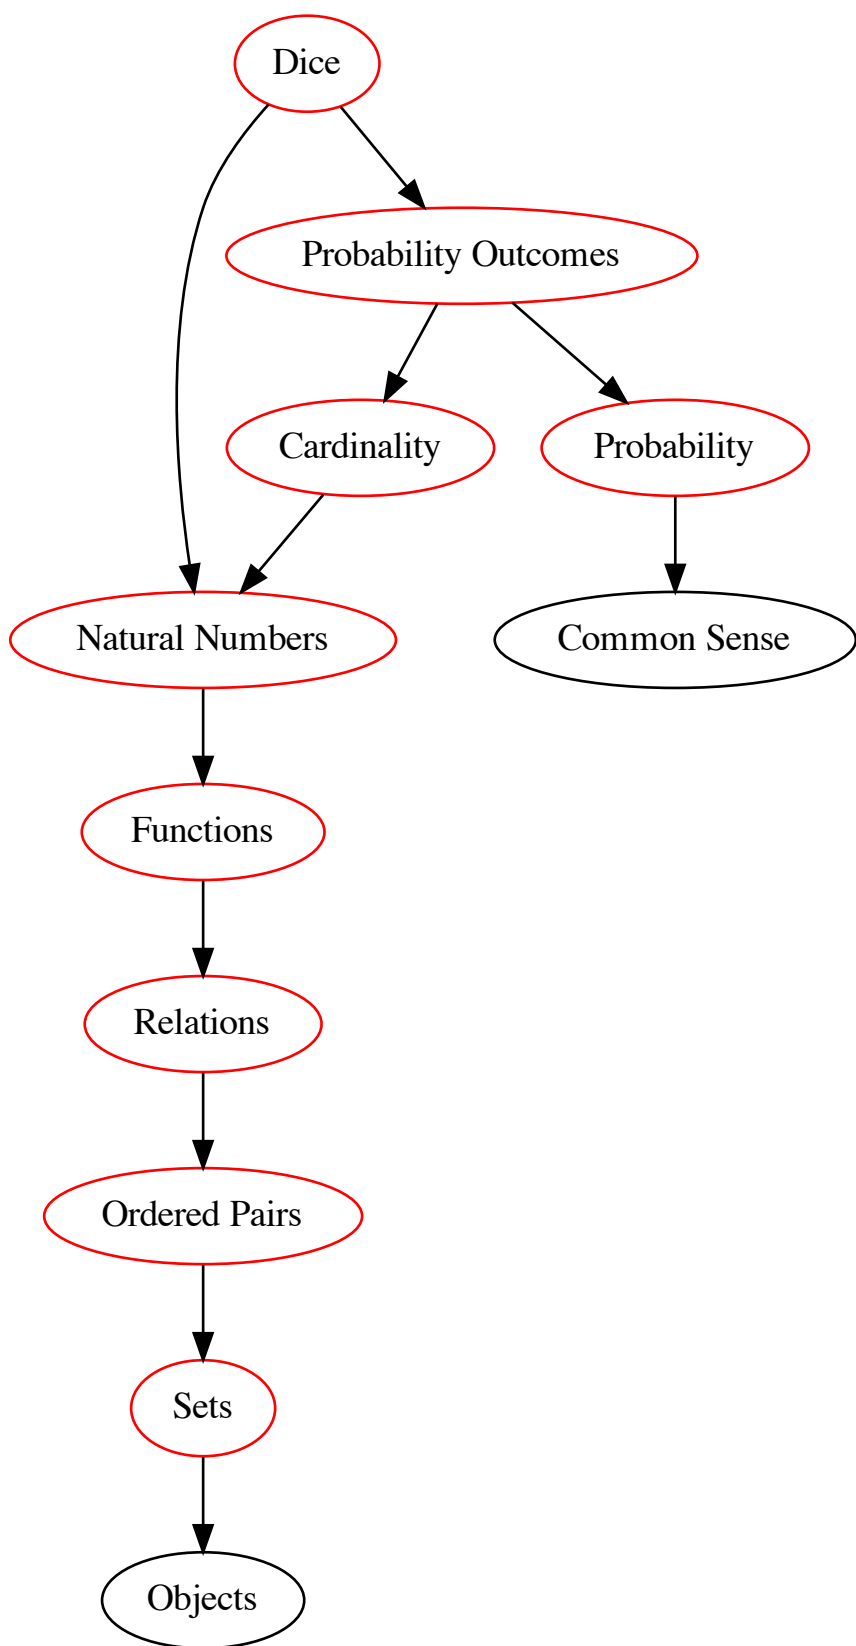 Dice
Probability Outcomes
Cardinality
Probability
Natural Numbers
Common Sense
Functions
Relations
Ordered Pairs
Sets
Objects